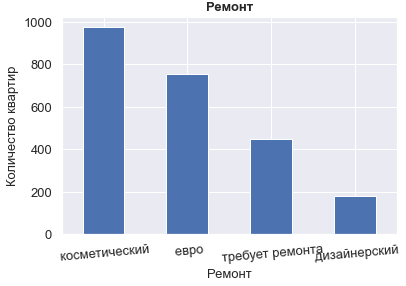 Ремонт
1000
800
600
400
200
0
Количество квартир
косметический
евро
требует ремонта
дизайнерский
Ремонт